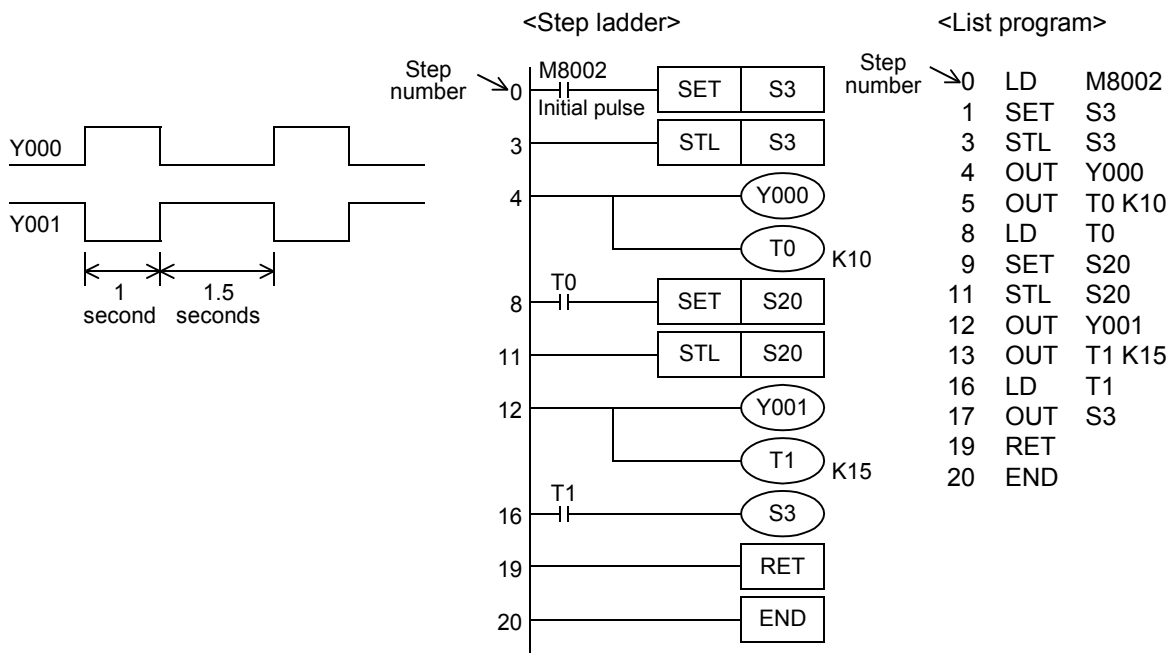 Y000
Y001
1
second
1.5
seconds
<Step ladder>
Step
number
0
M8002
Initial pulse
SET S3
3 STL S3
4 Y000
T0 K10
8 T0 SET S20
11 STL S20
12 Y001
T1 K15
16 T1 S3
19 RET
20 END
<List program>
Step
number
0 LD M8002
1 SET S3
3 STL S3
4 OUT Y000
5 OUT T0 K10
8 LD T0
9 SET S20
11 STL S20
12 OUT Y001
13 OUT T1 K15
16 LD T1
17 OUT S3
19 RET
20 END